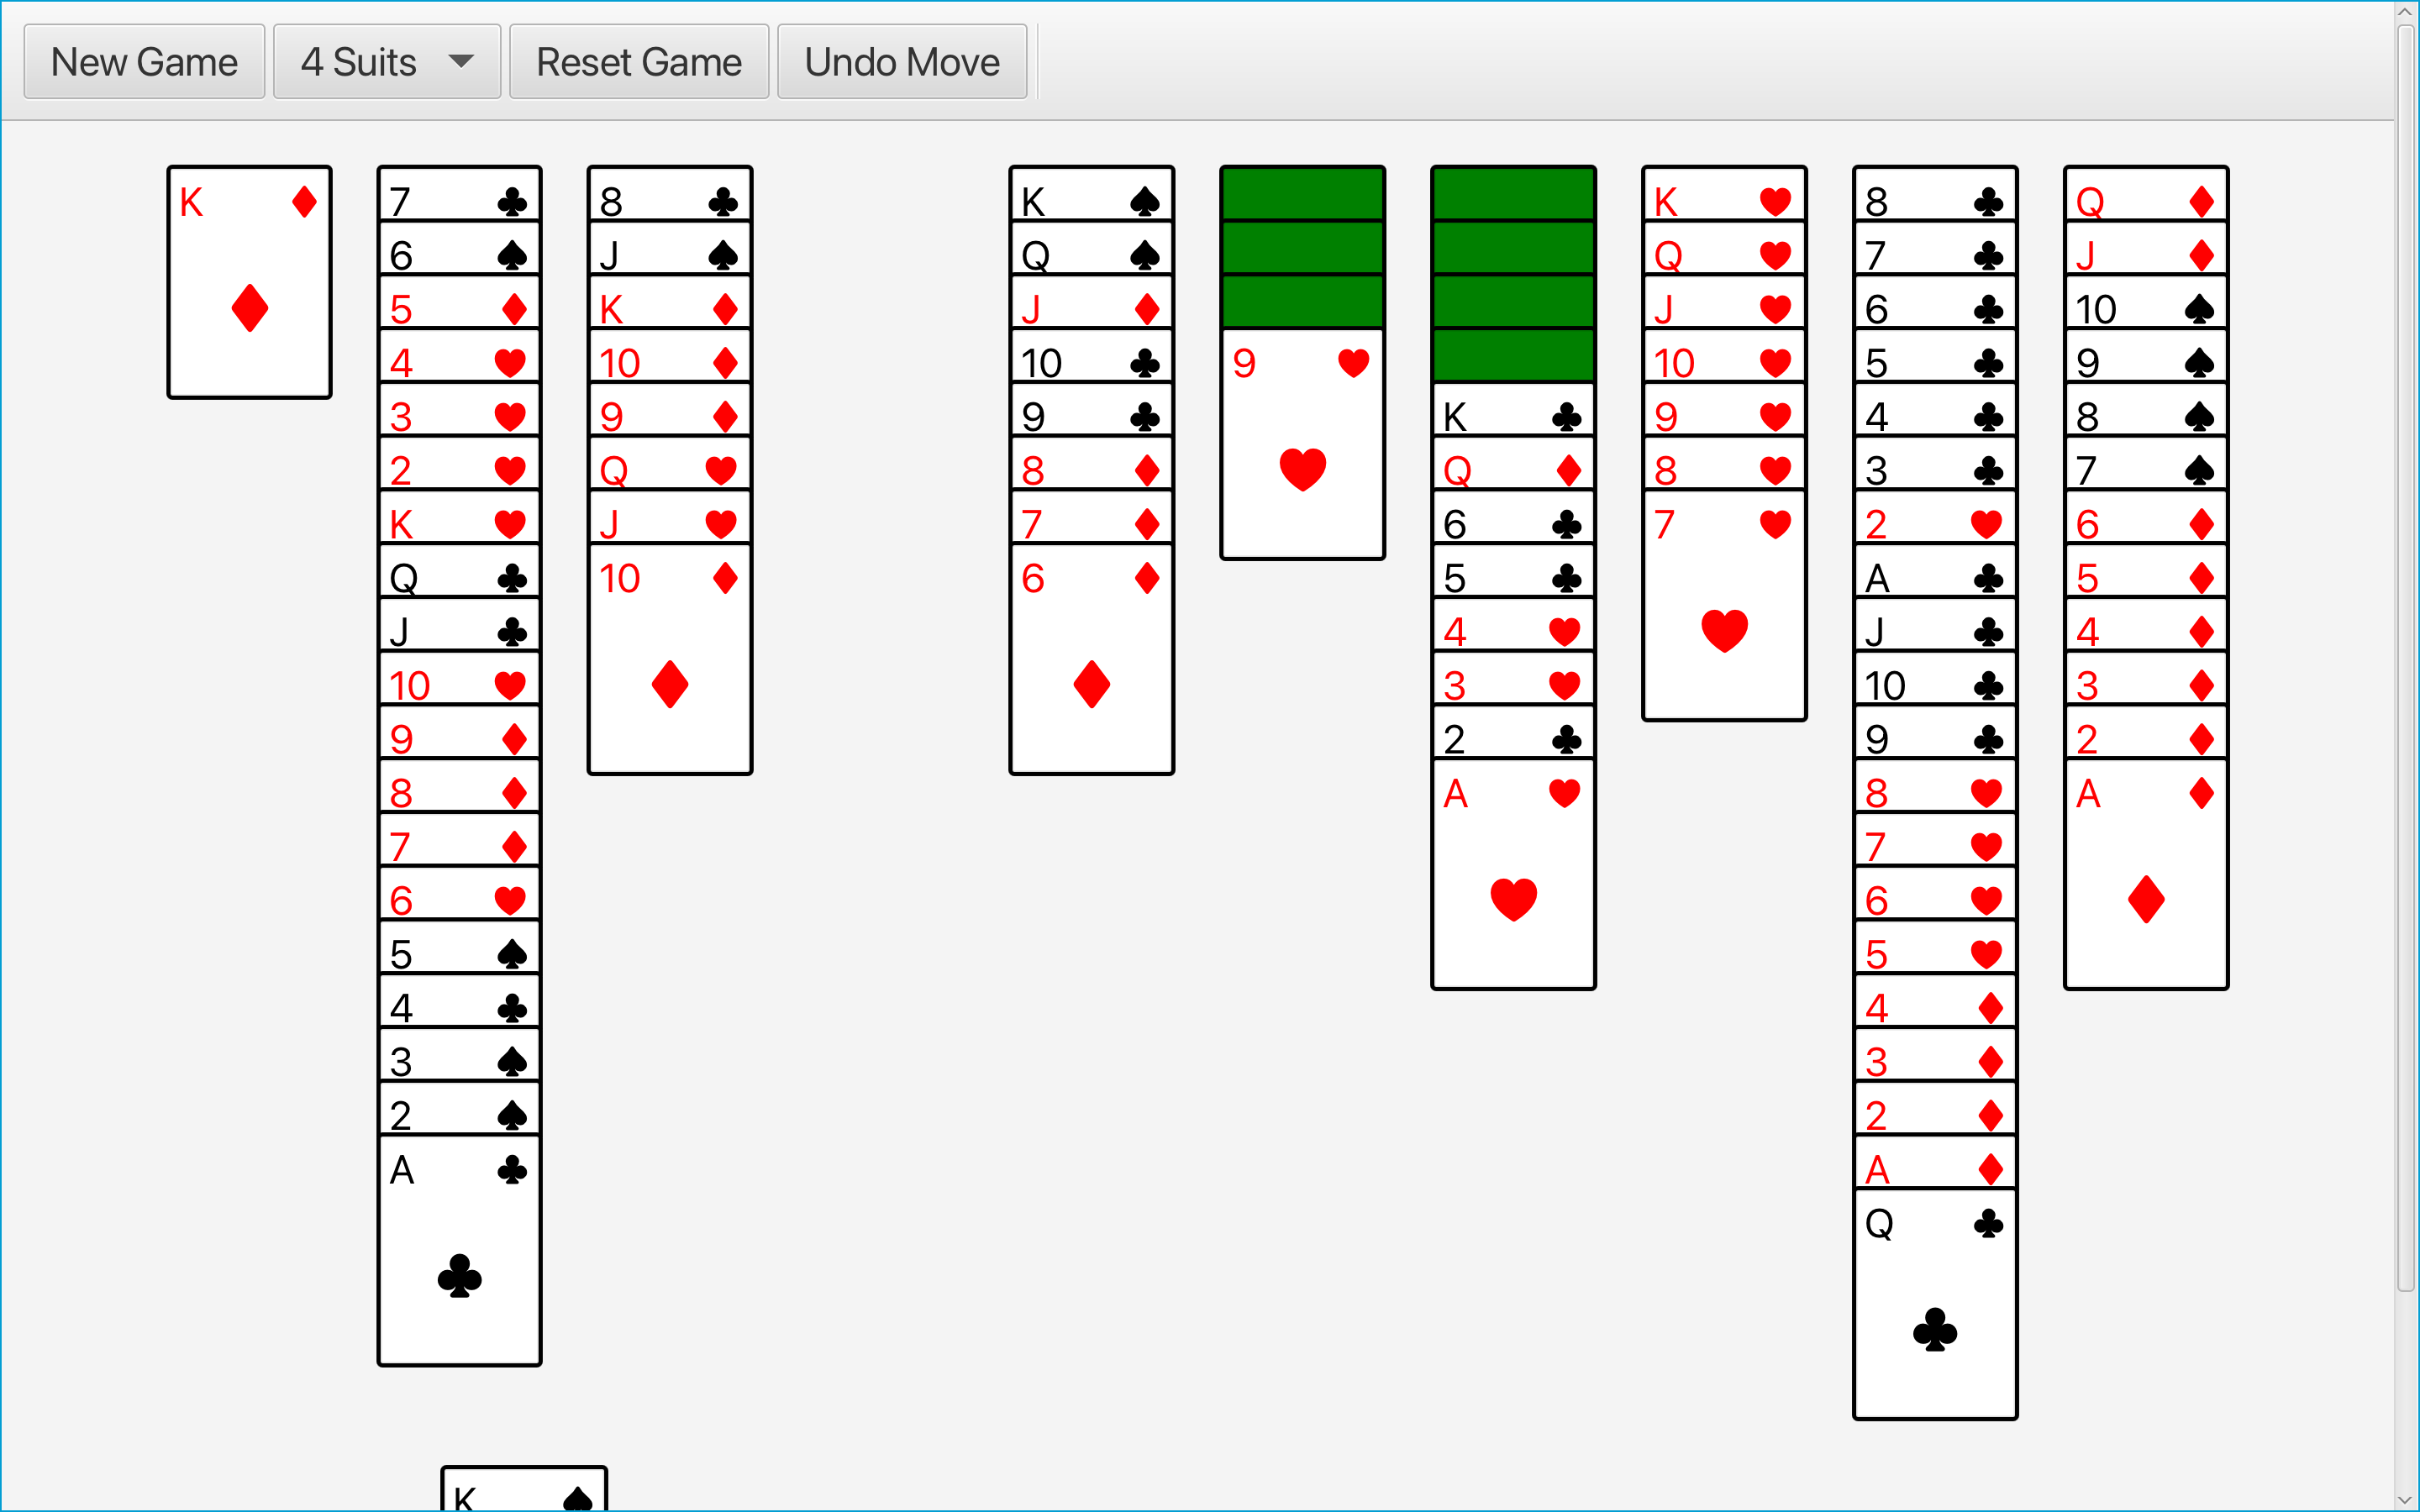 New Game 4 Suits Reset Game Undo Move
K 7 8 K K 8 Q
6 J Q Q 7 J
5 K J J 6 10
4 10 10 9 10 5 9
3 9 9 K 9 4 8
2 Q 8 Q 8 3 7
K J 7 6 7 2 6
Q 10 6 5 A 5
J 4 J 4
10 3 10 3
9 2 9 2
8 A 8 A
7 7
6 6
5 5
4 4
3 3
2 2
A A
Q
K